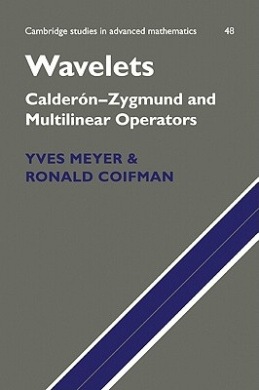 Cambridge studies in advanced mathematics 48
Wavelets
Calderón–Zygmund and
Multilinear Operators
YVES MEYER &
RONALD COIFMAN